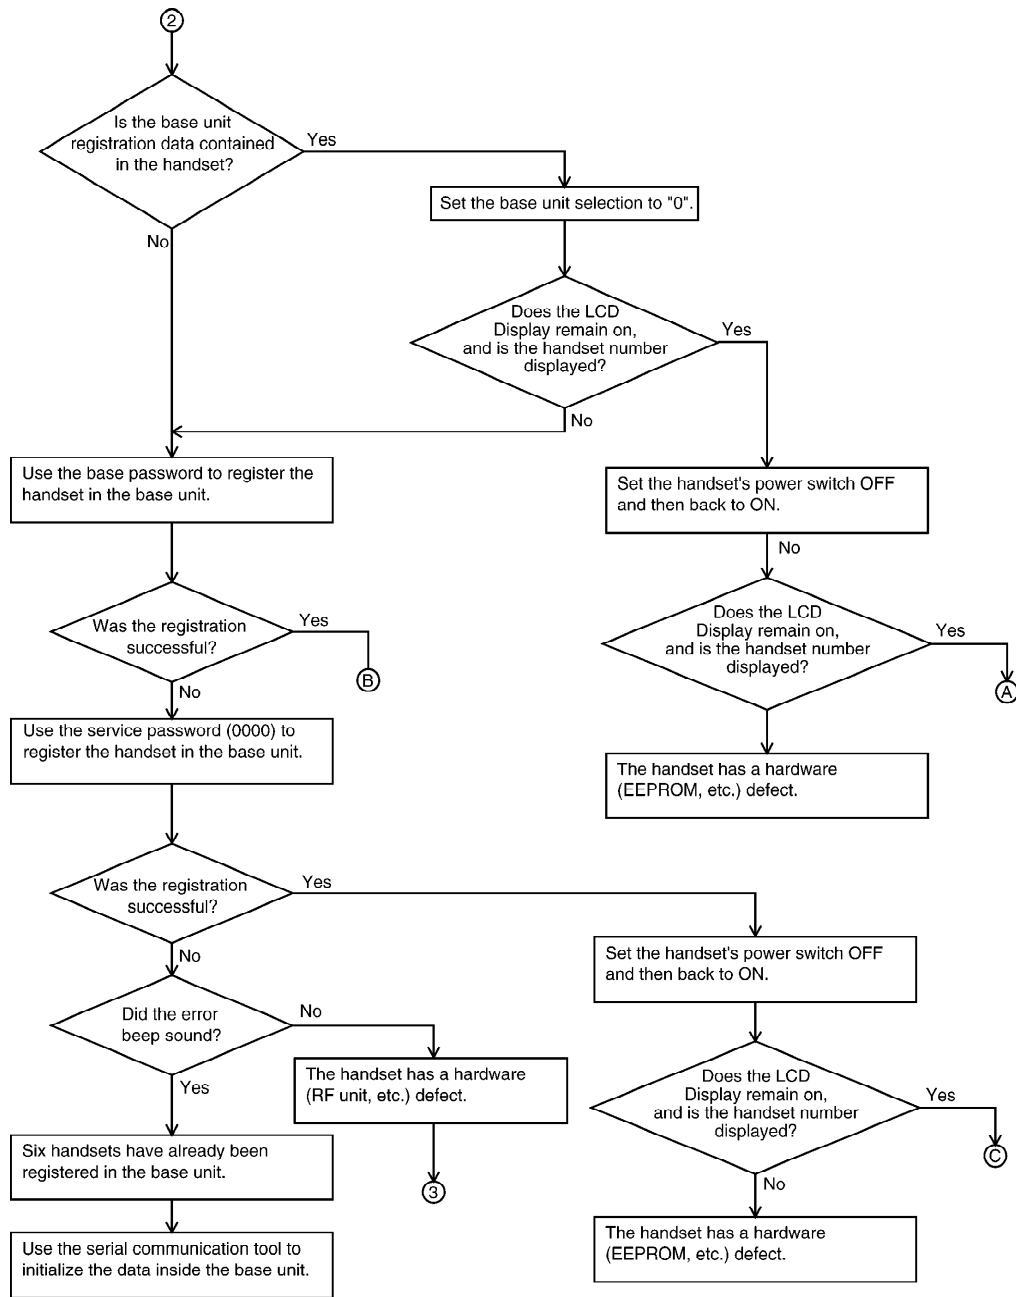 2
Is the base unit
registration data contained
in the handset?
Yes
Set the base unit selection to "0".
No
Does the LCD
Display remain on,
and is the handset number
displayed?
Yes
No
Use the base password to register the
handset in the base unit.
Set the handset's power switch OFF
and then back to ON.
No
Was the registration
successful?
Yes
B
Does the LCD
Display remain on,
and is the handset number
displayed?
Yes
A
No
Use the service password (0000) to
register the handset in the base unit.
The handset has a hardware
(EEPROM, etc.) defect.
Was the registration
successful?
Yes
No
Set the handset's power switch OFF
and then back to ON.
Did the error
beep sound?
No
Yes
The handset has a hardware
(RF unit, etc.) defect.
Does the LCD
Display remain on,
and is the handset number
displayed?
Yes
C
Six handsets have already been
registered in the base unit.
3
No
Use the serial communication tool to
initialize the data inside the base unit.
The handset has a hardware
(EEPROM, etc.) defect.